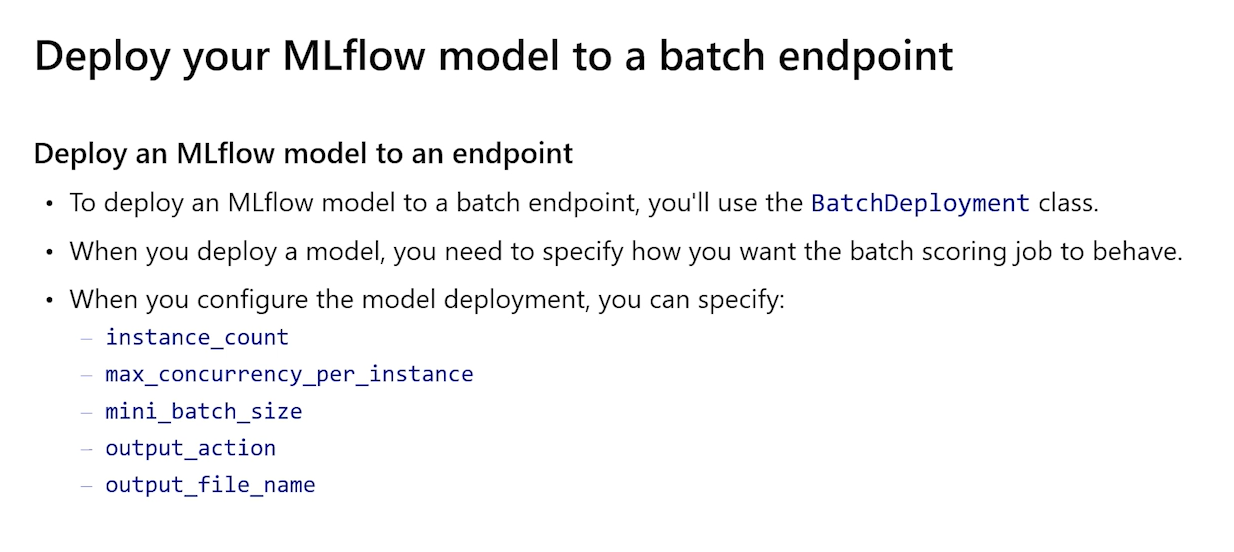 Deploy your MLflow model to a batch endpoint
Deploy an MLflow model to an endpoint
• To deploy an MLflow model to a batch endpoint, you'll use the BatchDeployment class.
• When you deploy a model, you need to specify how you want the batch scoring job to behave.
• When you configure the model deployment, you can specify:
– instance_count
– max_concurrency_per_instance
– mini_batch_size
– output_action
– output_file_name